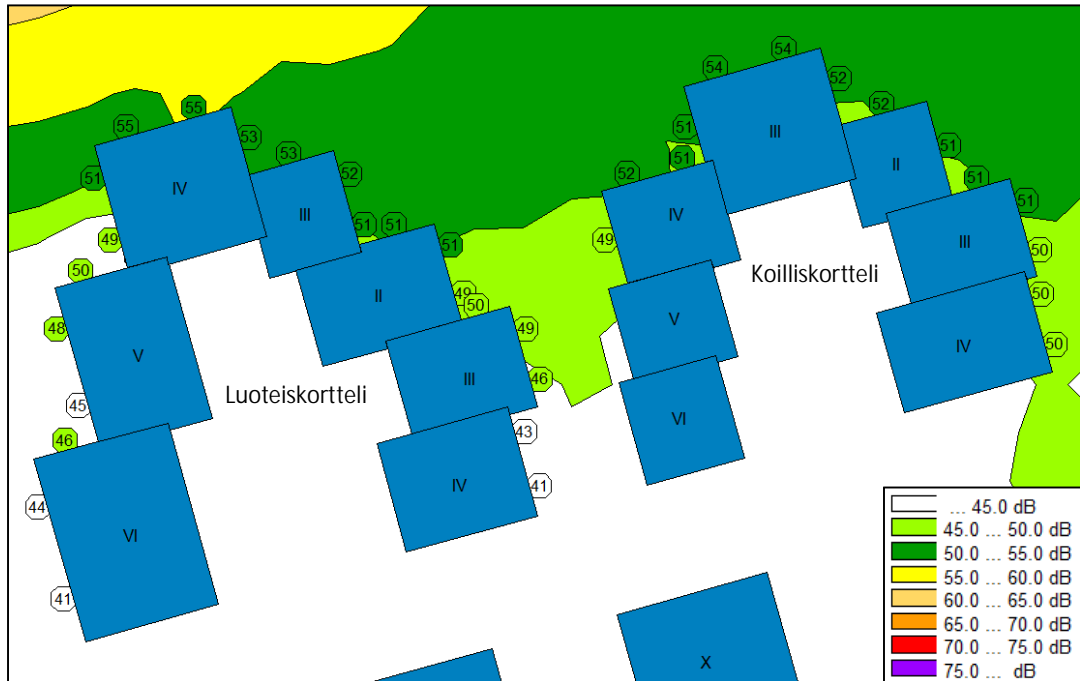 54
54
52
55
55
53
52
51
51
III
II
51
53
52
52
51
51
IV
51
51
IV
III
51
51
51
49
49
III
50
50
II
49
50
V
50
48
49
V
50
IV
Koilliskortteli
45
46
Luoteiskortteli
III
VI
46
43
44
IV
41
VI
41
X
... 45.0 dB
45.0 ... 50.0 dB
50.0 ... 55.0 dB
55.0 ... 60.0 dB
60.0 ... 65.0 dB
65.0 ... 70.0 dB
70.0 ... 75.0 dB
75.0 ... dB